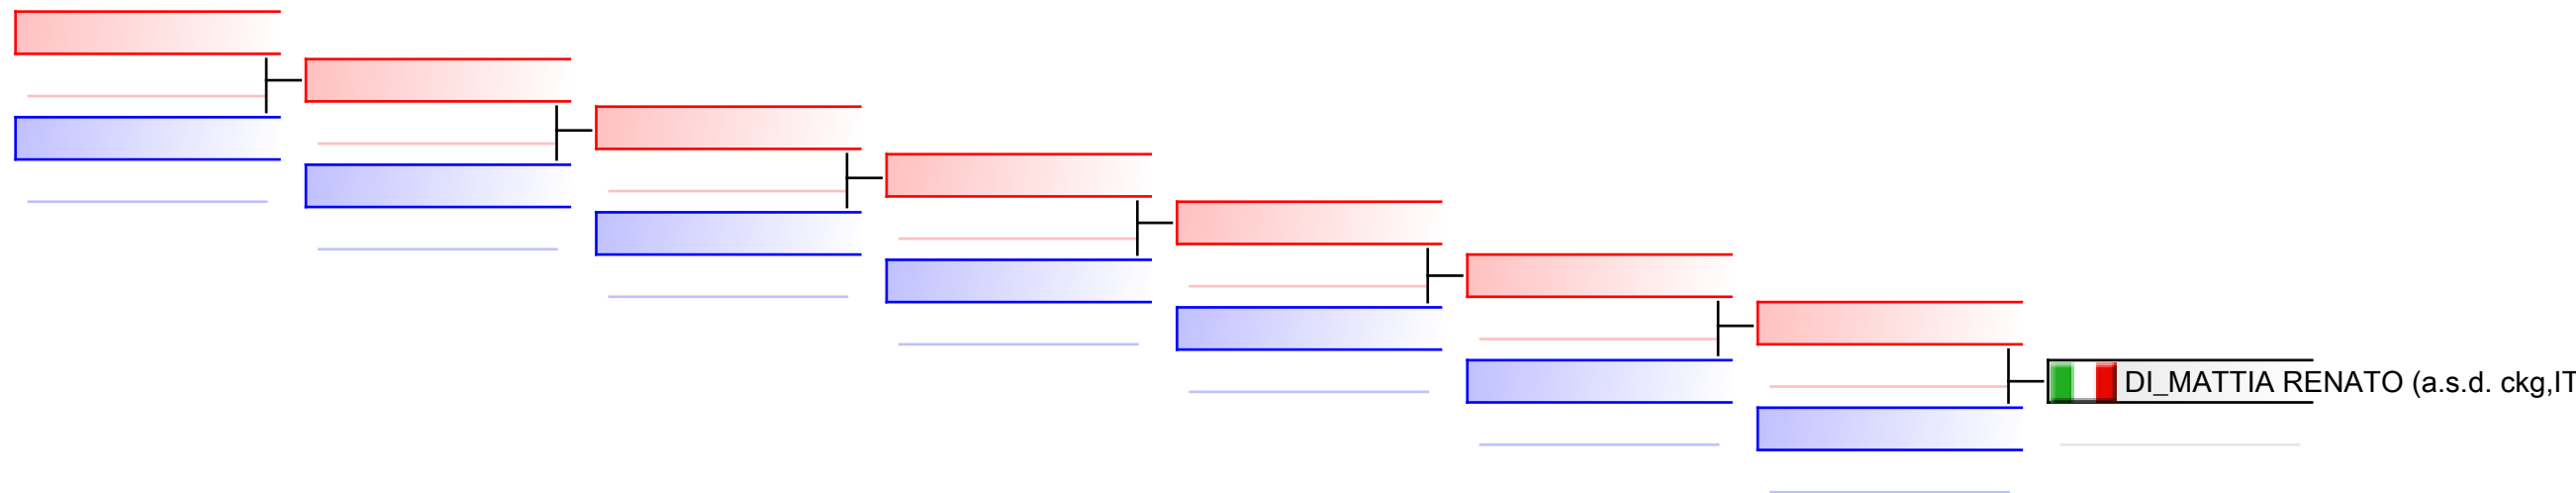 DI_MATTIA RENATO (a.s.d. ckg,IT